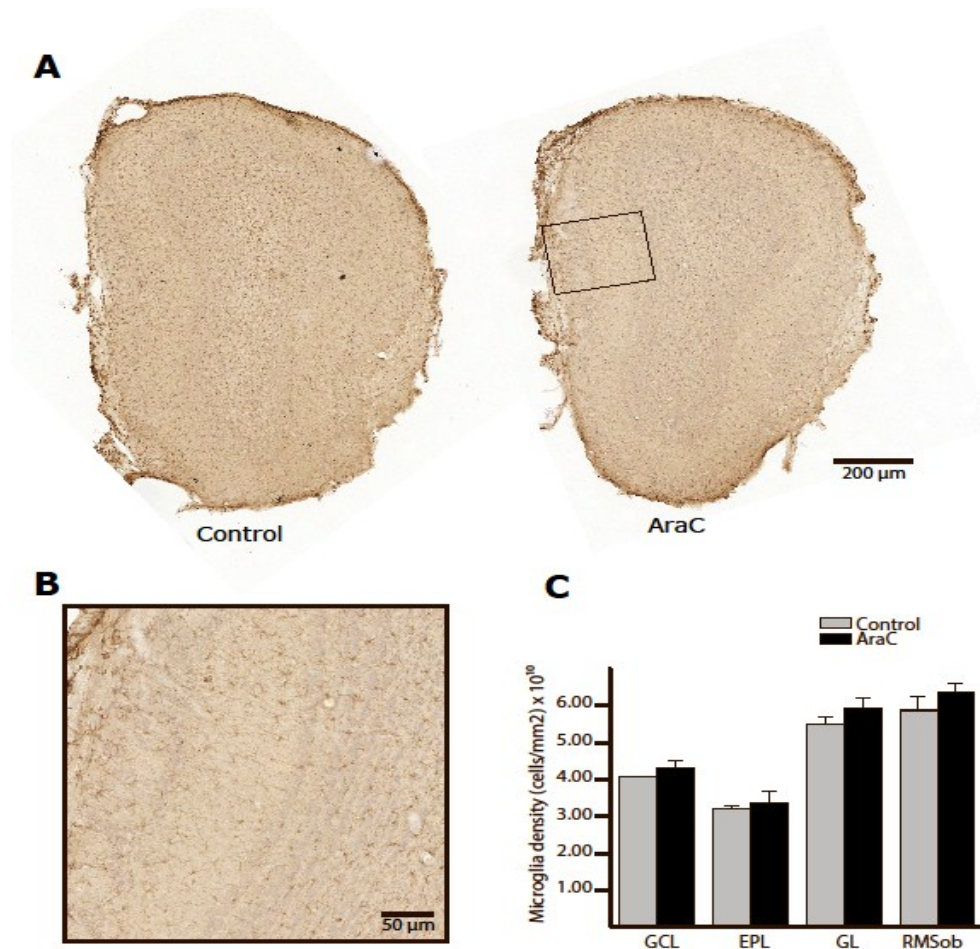 A
Control
AraC
200 µm
B
50 µm
C
Control
AraC
Microglia density (cells/mm2) x 10¹⁰
6.00
5.00
4.00
3.00
2.00
1.00
GCL
EPL
GL
RMSob